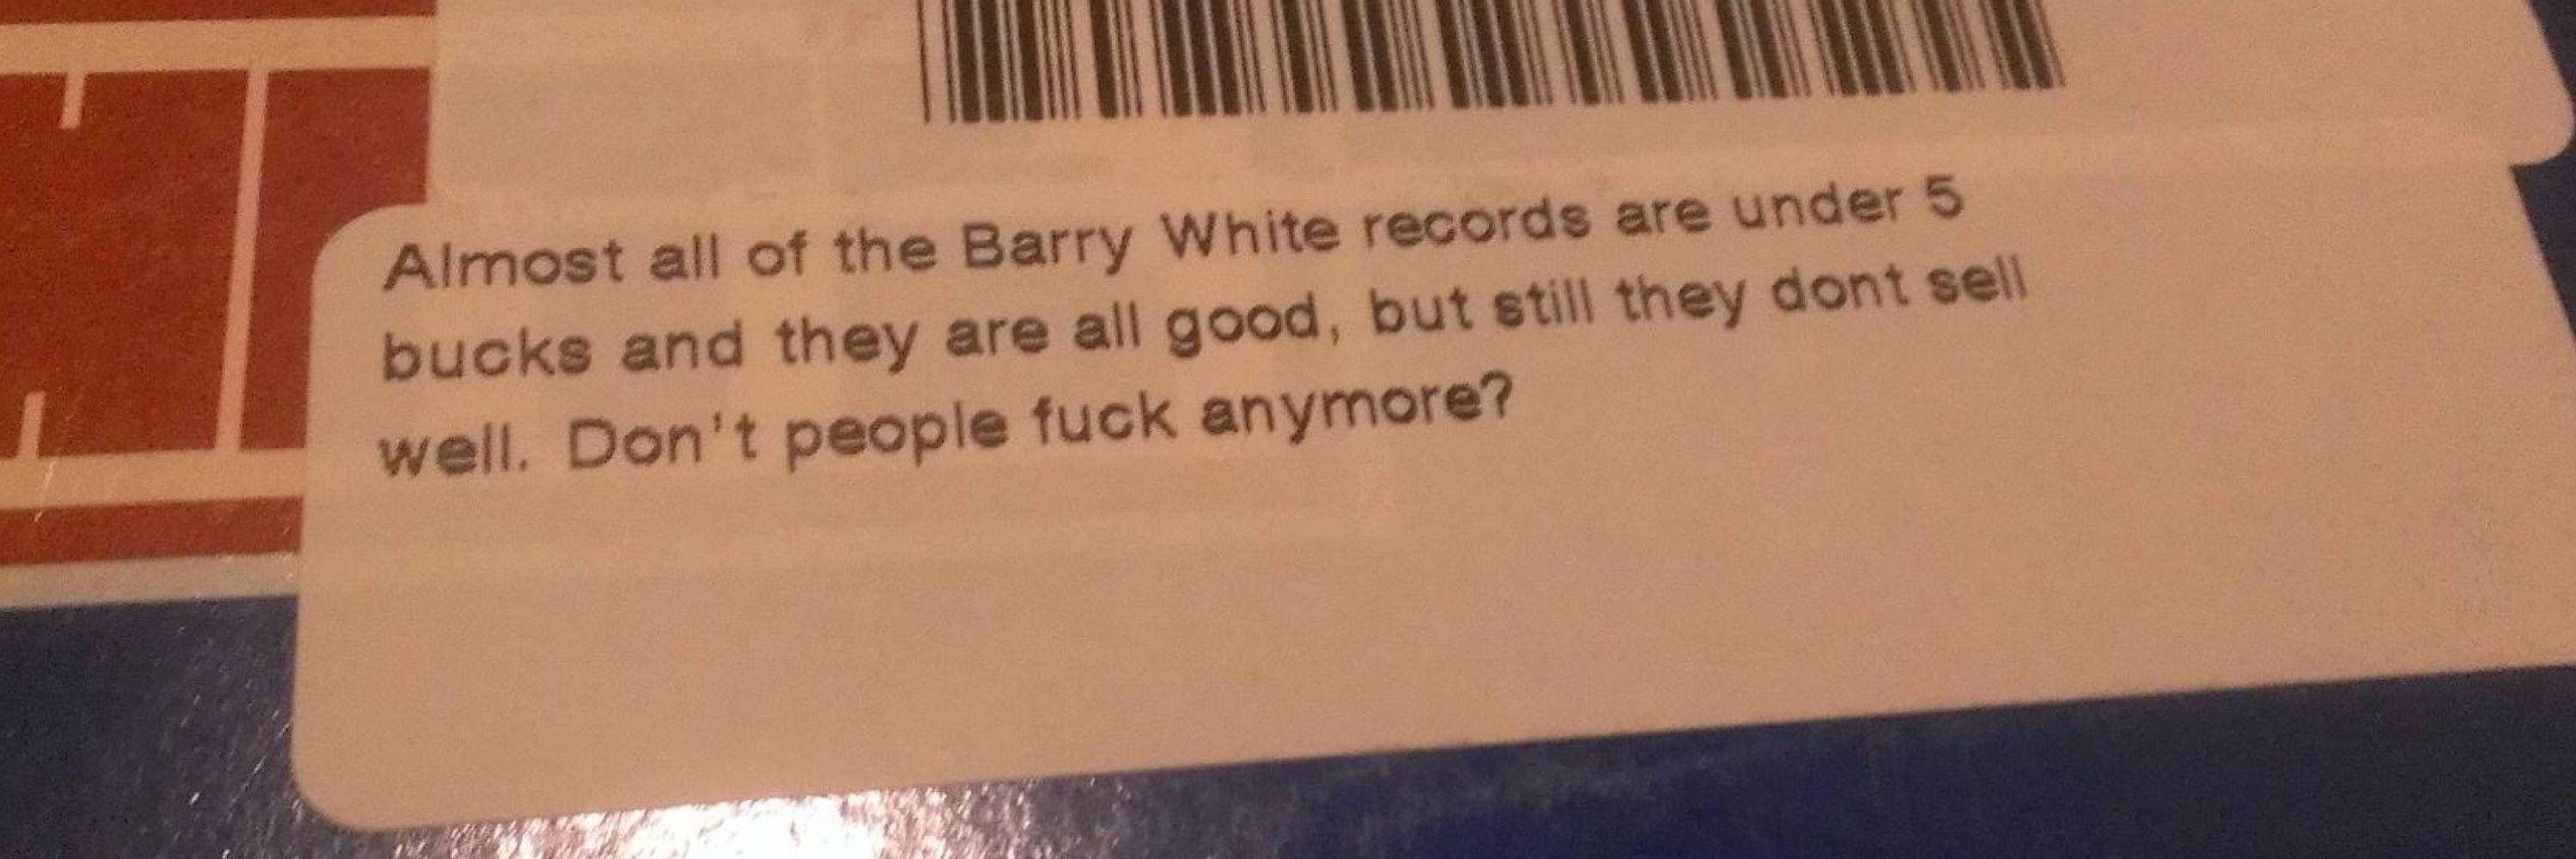 Almost all of the Barry White records are under 5
bucks and they are all good, but still they dont sell
well. Don't people fuck anymore?